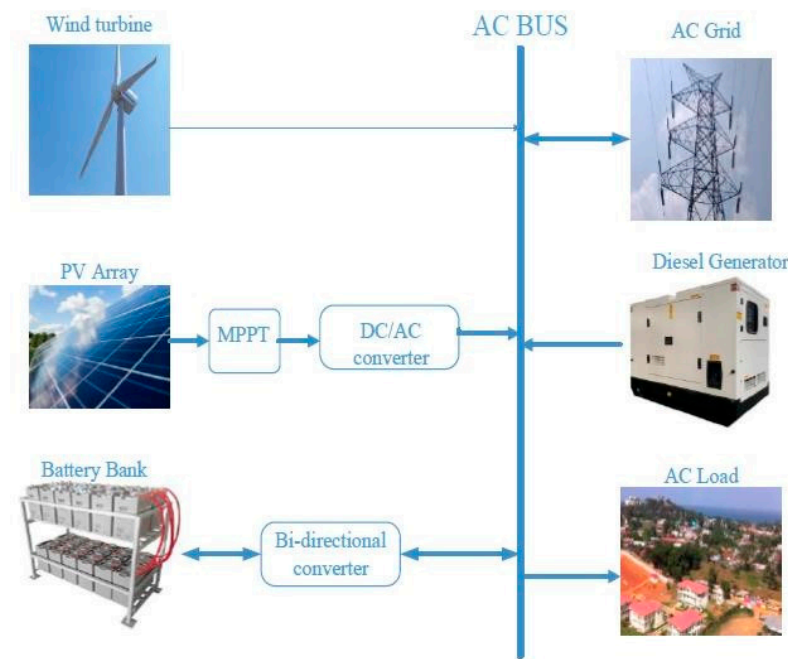 Wind turbine
AC BUS
AC Grid
PV Array
MPPT
DC/AC
converter
Diesel Generator
Battery Bank
Bi-directional
converter
AC Load